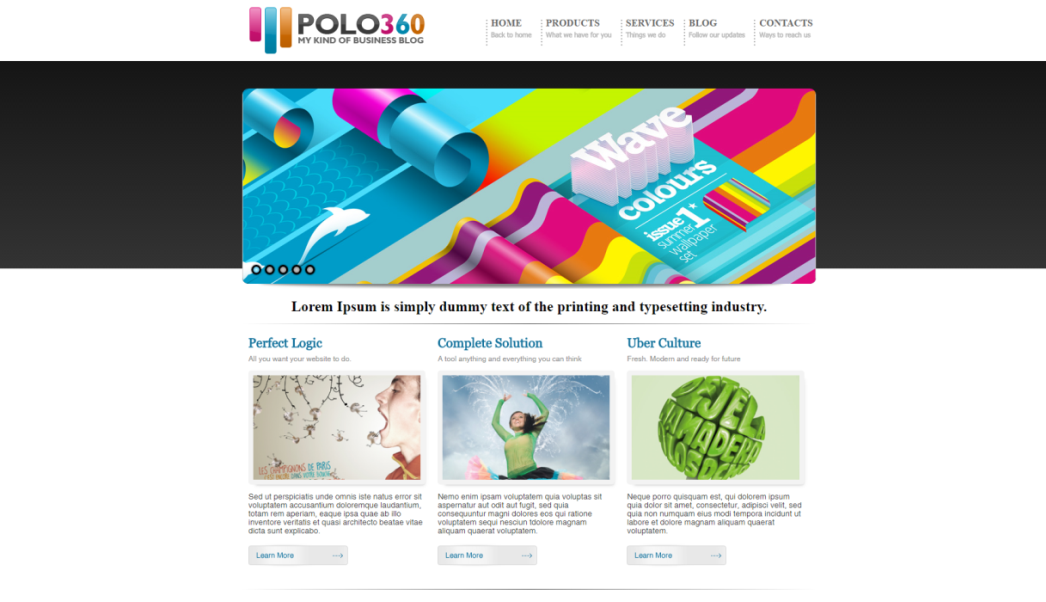 POLO360
MY KIND OF BUSINESS BLOG
HOME
Back to home
PRODUCTS
What we have for you
SERVICES
Things we do
BLOG
Follow our updates
CONTACTS
Ways to reach us
Wave
colours
issue 1*
summer
wallpaper
set
Lorem Ipsum is simply dummy text of the printing and typesetting industry.
Perfect Logic
All you want your website to do.
LES CHAMPIGNONS DE PARIS
Sed ut perspiciatis unde omnis iste natus error sit
voluptatem accusantium doloremque laudantium,
totam rem aperiam, eaque ipsa quae ab illo
inventore veritatis et quasi architecto beatae vitae
dicta sunt explicabo.
Learn More
Complete Solution
A tool anything and everything you can think
Nemo enim ipsam voluptatem quia voluptas sit
aspernatur aut odit aut fugit, sed quia
consequuntur magni dolores eos qui ratione
voluptatem sequi nesciun tdolore magnam
aliquam quaerat voluptatem.
Learn More
Uber Culture
Fresh. Modern and ready for future
Neque porro quisquam est, qui dolorem ipsum
quia dolor sit amet, consectetur, adipisci velit, sed
quia non numquam eius modi tempora incidunt ut
labore et dolore magnam aliquam quaerat
voluptatem.
Learn More